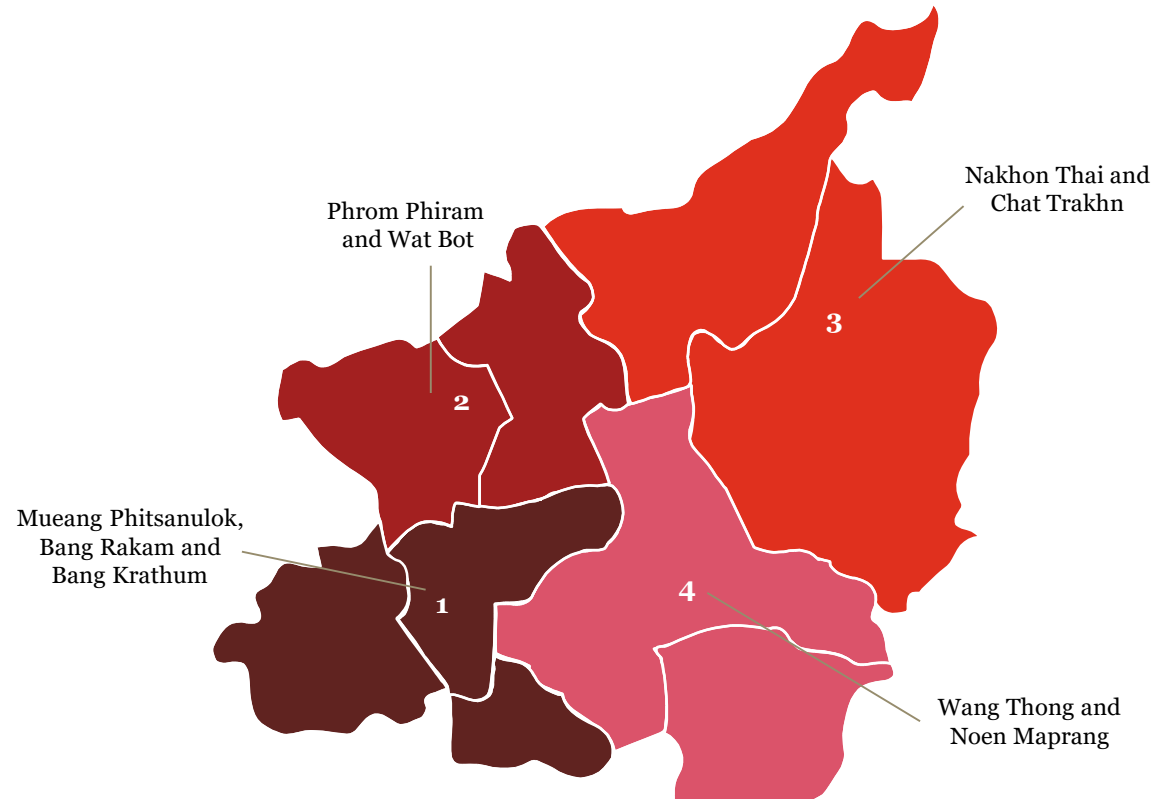 Nakhon Thai and
Chat Trakhn
Phrom Phiram
and Wat Bot
3
2
Mueang Phitsanulok,
Bang Rakam and
Bang Krathum
1
4
Wang Thong and
Noen Maprang